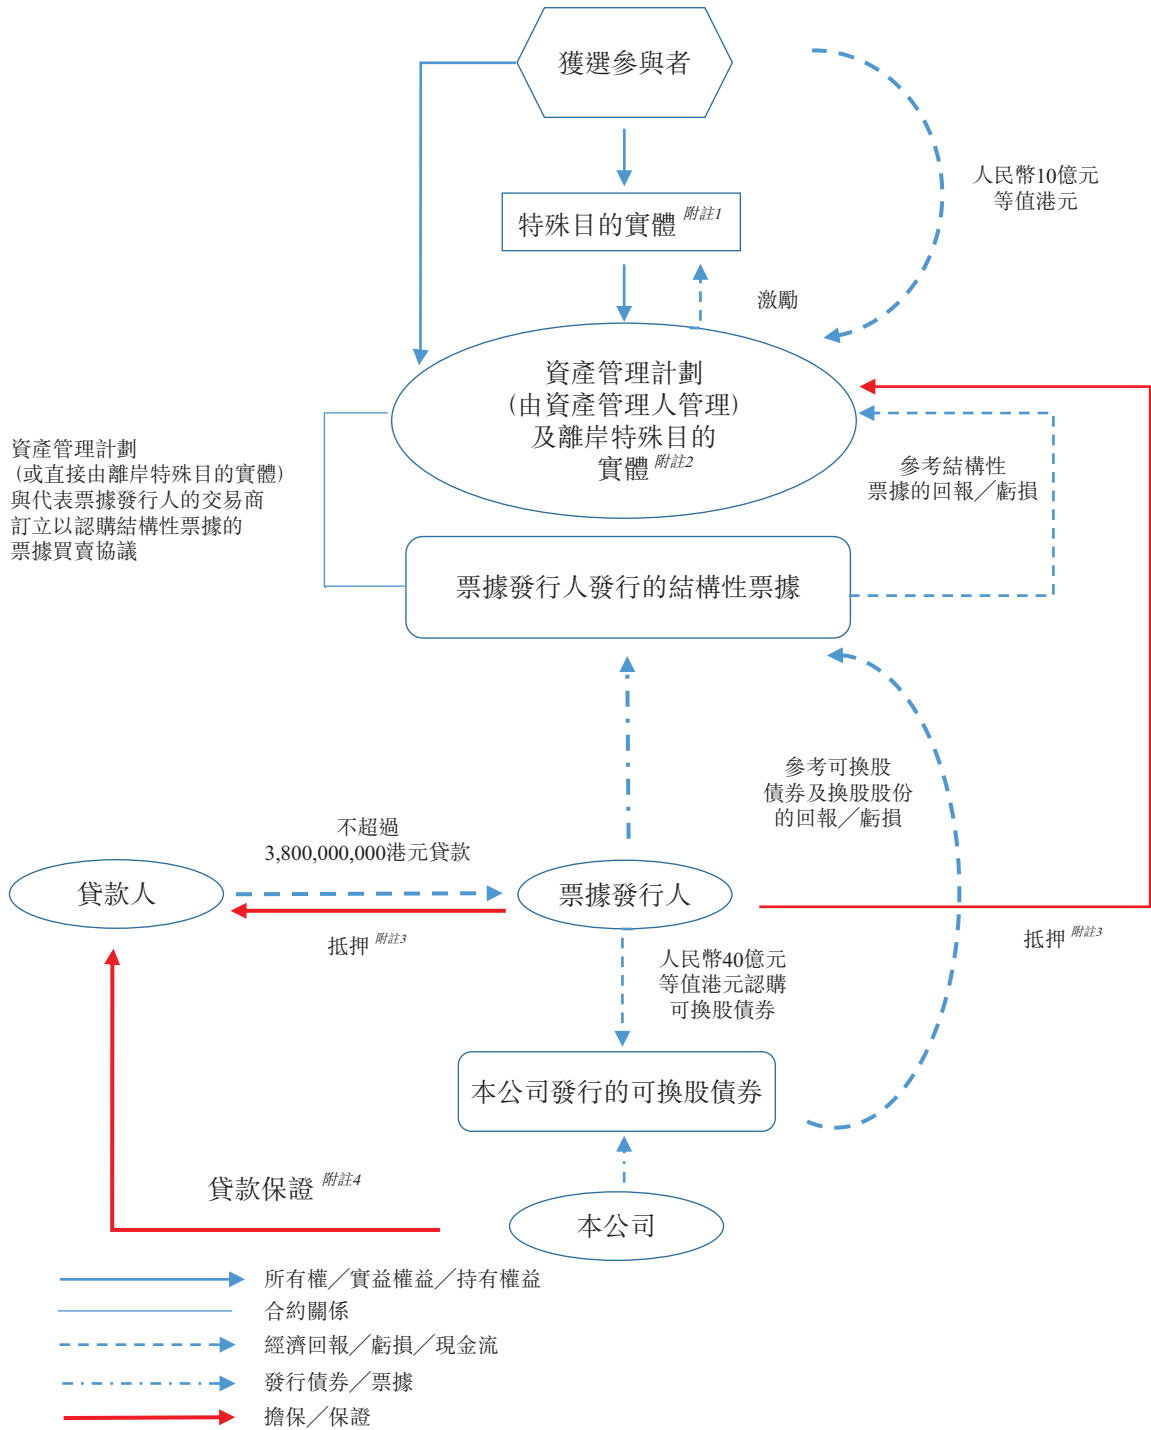 獲選參與者
人民幣10億元
等值港元
特殊目的實體 附註1
激勵
資產管理計劃
(由資產管理人管理)
及離岸特殊目的
實體 附註2
資產管理計劃
(或直接由離岸特殊目的實體)
與代表票據發行人的交易商
訂立以認購結構性票據的
票據買賣協議
參考結構性
票據的回報╱虧損
票據發行人發行的結構性票據
參考可換股
債券及換股股份
的回報╱虧損
不超過
3,800,000,000港元貸款
貸款人
票據發行人
抵押 附註3
抵押 附註3
人民幣40億元
等值港元認購
可換股債券
本公司發行的可換股債券
貸款保證 附註4
本公司
所有權╱實益權益╱持有權益
合約關係
經濟回報╱虧損╱現金流
發行債券╱票據
擔保╱保證